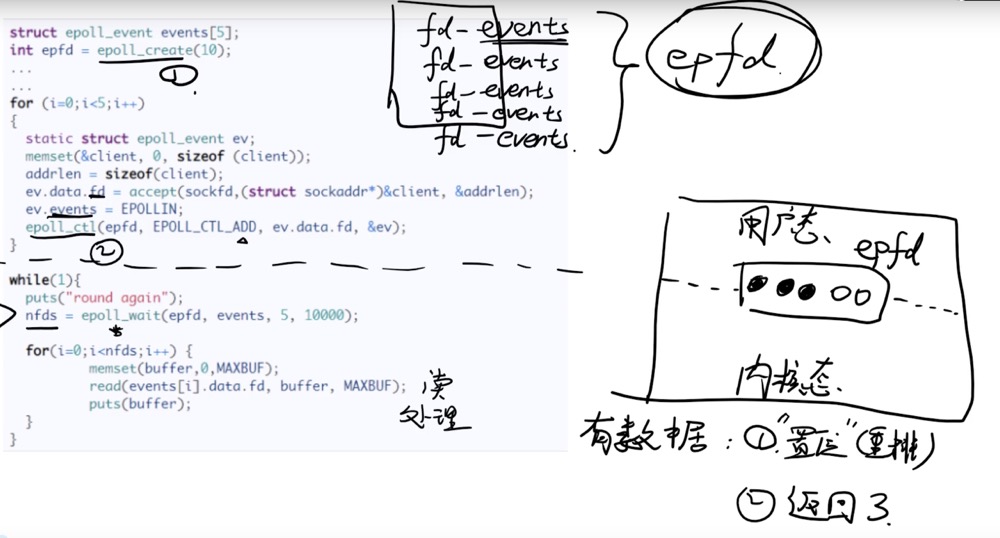 struct epoll_event events[5];
int epfd = epoll_create(10);
①
...
...
for (i=0;i<5;i++)
{
static struct epoll_event ev;
memset(&client, 0, sizeof (client));
addrlen = sizeof(client);
ev.data.fd = accept(sockfd,(struct sockaddr*)&client, &addrlen);
ev.events = EPOLLIN;
epoll_ctl(epfd, EPOLL_CTL_ADD, ev.data.fd, &ev);
}
②
while(1){
puts("round again");
nfds = epoll_wait(epfd, events, 5, 10000);
for(i=0;i<nfds;i++) {
memset(buffer,0,MAXBUF);
read(events[i].data.fd, buffer, MAXBUF);
puts(buffer);
}
}
读
处理
fd-events
fd-events
fd-events
fd-events
fd-events.
epfd
用户态、
epfd
内核态.
有数据：①"置位"(重排)
②返回3.